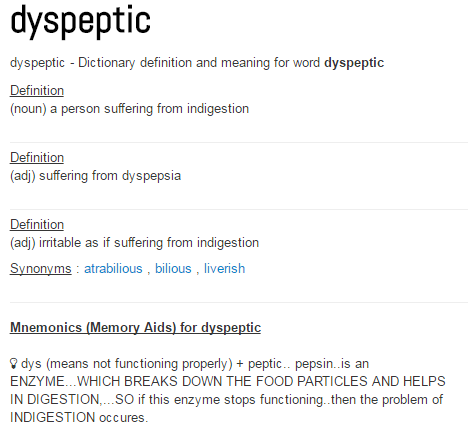 dyspeptic
dyspeptic - Dictionary definition and meaning for word dyspeptic
Definition
(noun) a person suffering from indigestion
Definition
(adj) suffering from dyspepsia
Definition
(adj) irritable as if suffering from indigestion
Synonyms : atrabilious , bilious , liverish
Mnemonics (Memory Aids) for dyspeptic
dys (means not functioning properly) + peptic.. pepsin..is an
ENZYME...WHICH BREAKS DOWN THE FOOD PARTICLES AND HELPS
IN DIGESTION,...SO if this enzyme stops functioning..then the problem of
INDIGESTION occures.